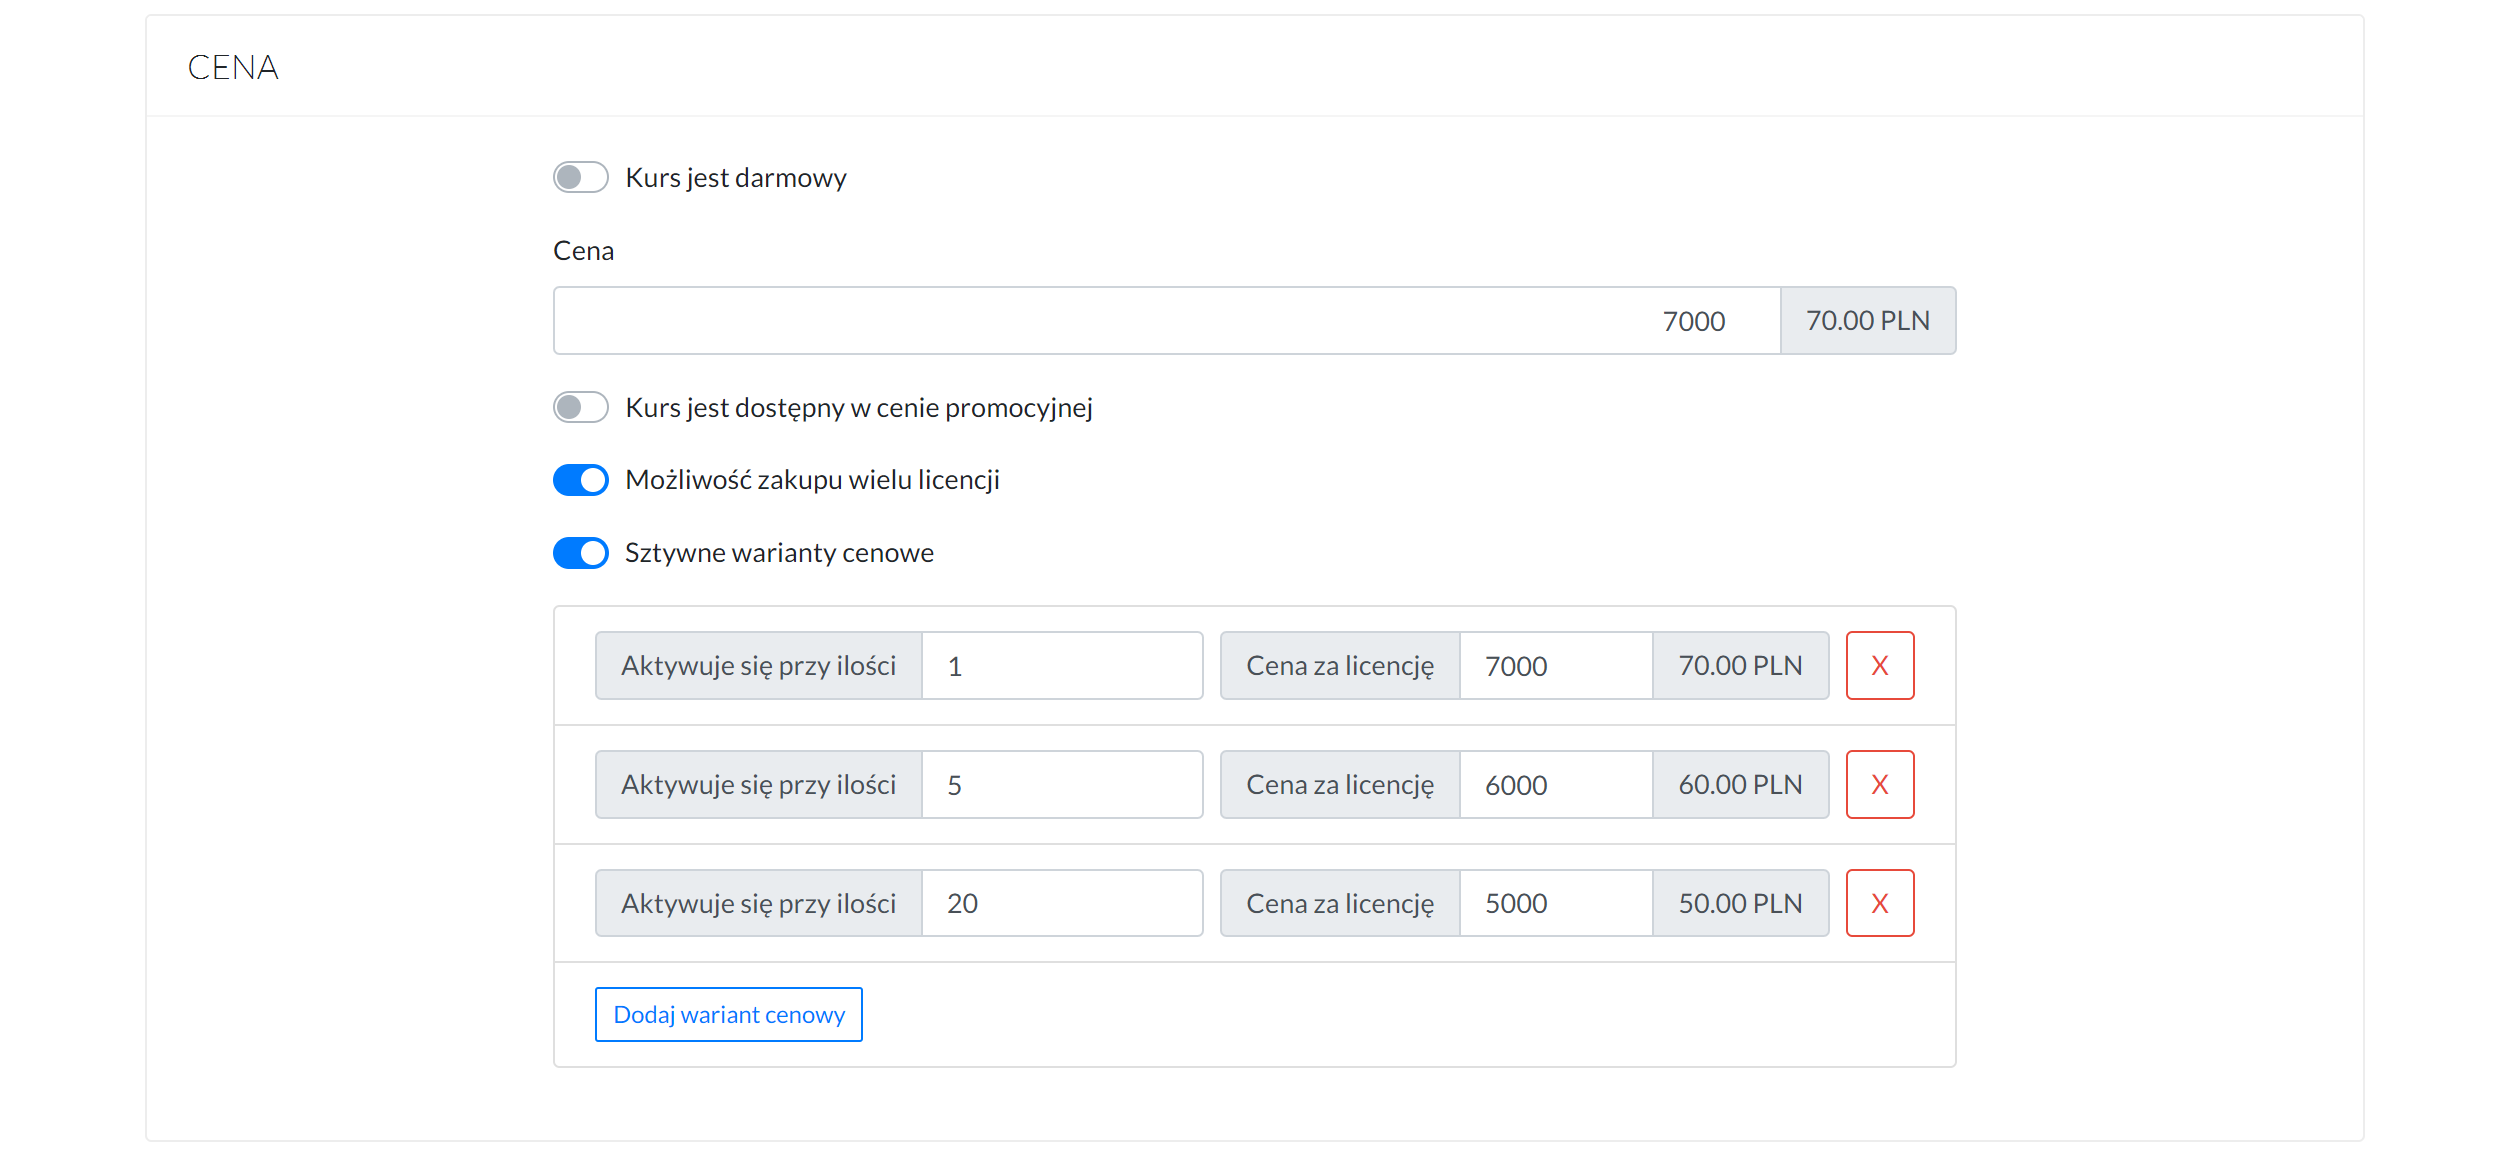 CENA
Kurs jest darmowy
Cena
7000 70.00 PLN
Kurs jest dostępny w cenie promocyjnej
Możliwość zakupu wielu licencji
Sztywne warianty cenowe
Aktywuje się przy ilości 1 Cena za licencję 7000 70.00 PLN X
Aktywuje się przy ilości 5 Cena za licencję 6000 60.00 PLN X
Aktywuje się przy ilości 20 Cena za licencję 5000 50.00 PLN X
Dodaj wariant cenowy